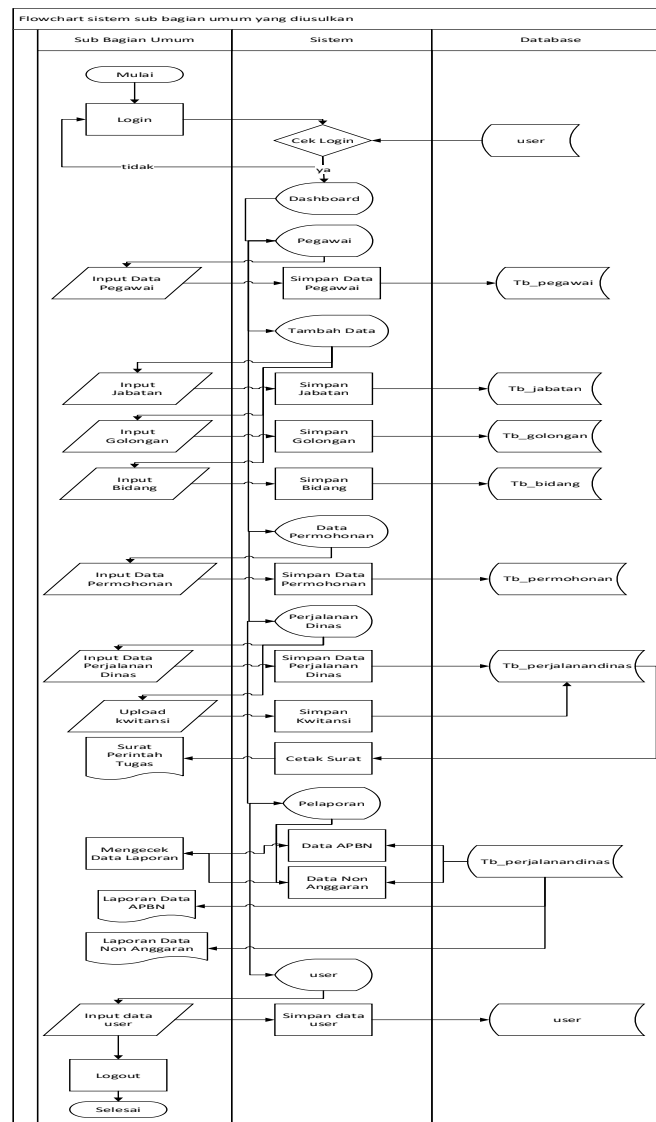 Flowchart sistem sub bagian umum yang diusulkan
Sub Bagian Umum
Sistem
Database
Mulai
Login
Cek Login
user
tidak
ya
Dashboard
Pegawai
Input Data
Pegawai
Simpan Data
Pegawai
Tb_pegawai
Tambah Data
Input
Jabatan
Simpan
Jabatan
Tb_jabatan
Input
Golongan
Simpan
Golongan
Tb_golongan
Input
Bidang
Simpan
Bidang
Tb_bidang
Data
Permohonan
Input Data
Permohonan
Simpan Data
Permohonan
Tb_permohonan
Perjalanan
Dinas
Input Data
Perjalanan
Dinas
Simpan Data
Perjalanan
Dinas
Tb_perjalanandinas
Upload
kwitansi
Simpan
Kwitansi
Surat
Perintah
Tugas
Cetak Surat
Pelaporan
Mengecek
Data Laporan
Data APBN
Data Non
Anggaran
Tb_perjalanandinas
Laporan Data
APBN
Laporan Data
Non Anggaran
user
Input data
user
Simpan data
user
user
Logout
Selesai